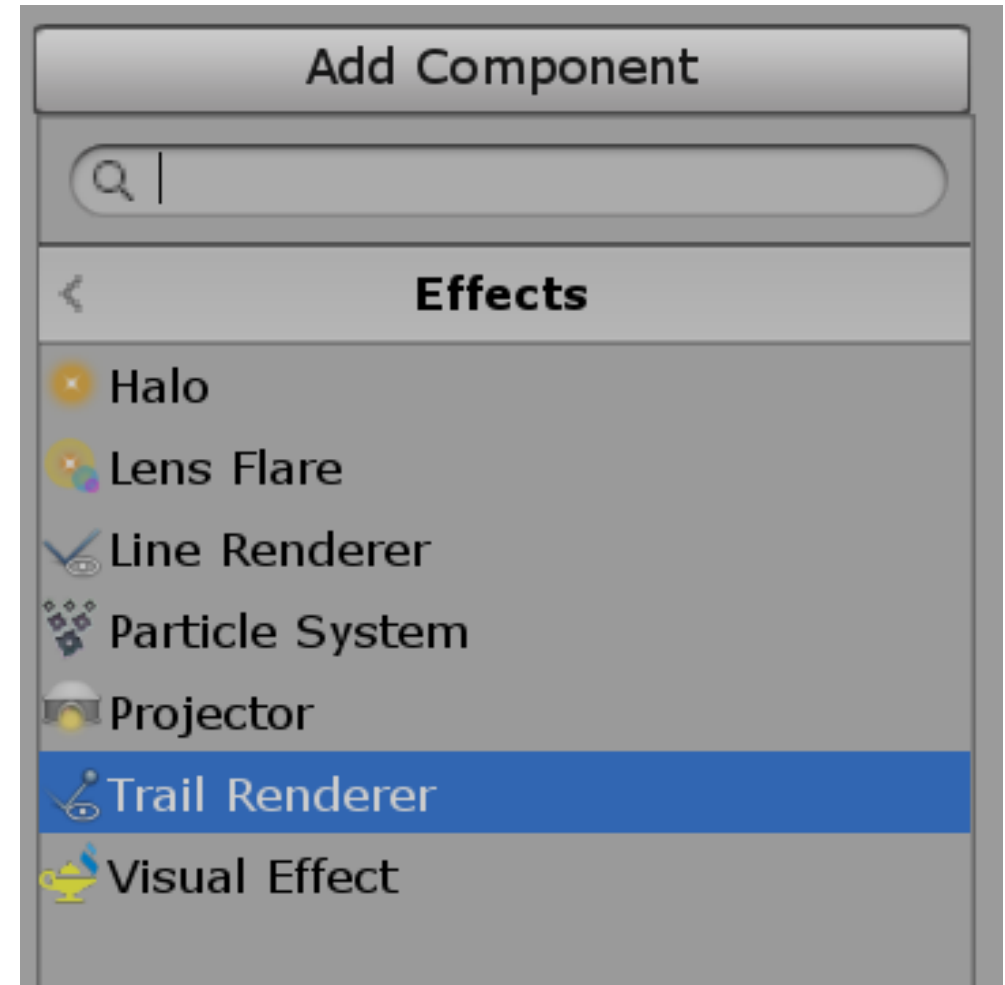 Add Component
Effects
Halo
Lens Flare
Line Renderer
Particle System
Projector
Trail Renderer
Visual Effect